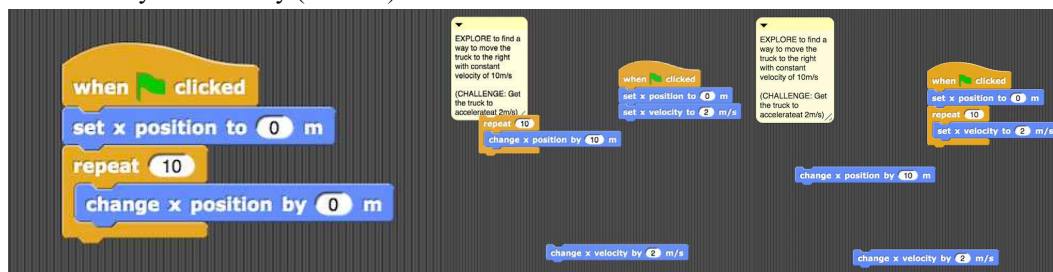 when clicked
set x position to 0 m
repeat 10
change x position by 0 m
EXPLORE to find a
way to move the
truck to the right
with constant
velocity of 10m/s
(CHALLENGE: Get
the truck to
accelerateat 2m/s)
repeat 10
change x position by 10 m
when clicked
set x position to 0 m
set x velocity to 2 m/s
change x velocity by 2 m/s
EXPLORE to find a
way to move the
truck to the right
with constant
velocity of 10m/s
(CHALLENGE: Get
the truck to
accelerateat 2m/s)
when clicked
set x position to 0 m
repeat 10
set x velocity to 2 m/s
change x position by 10 m
change x velocity by 2 m/s